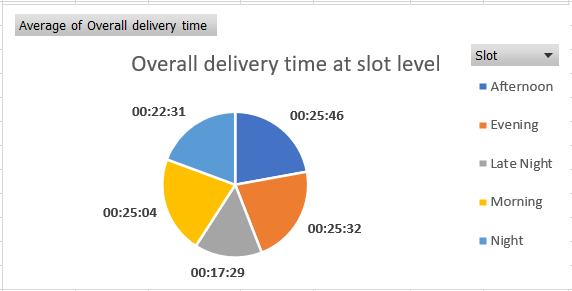 Average of Overall delivery time
Overall delivery time at slot level
Slot
00:22:31
00:25:46
Afternoon
Evening
Late Night
Morning
00:25:04
00:25:32
Night
00:17:29